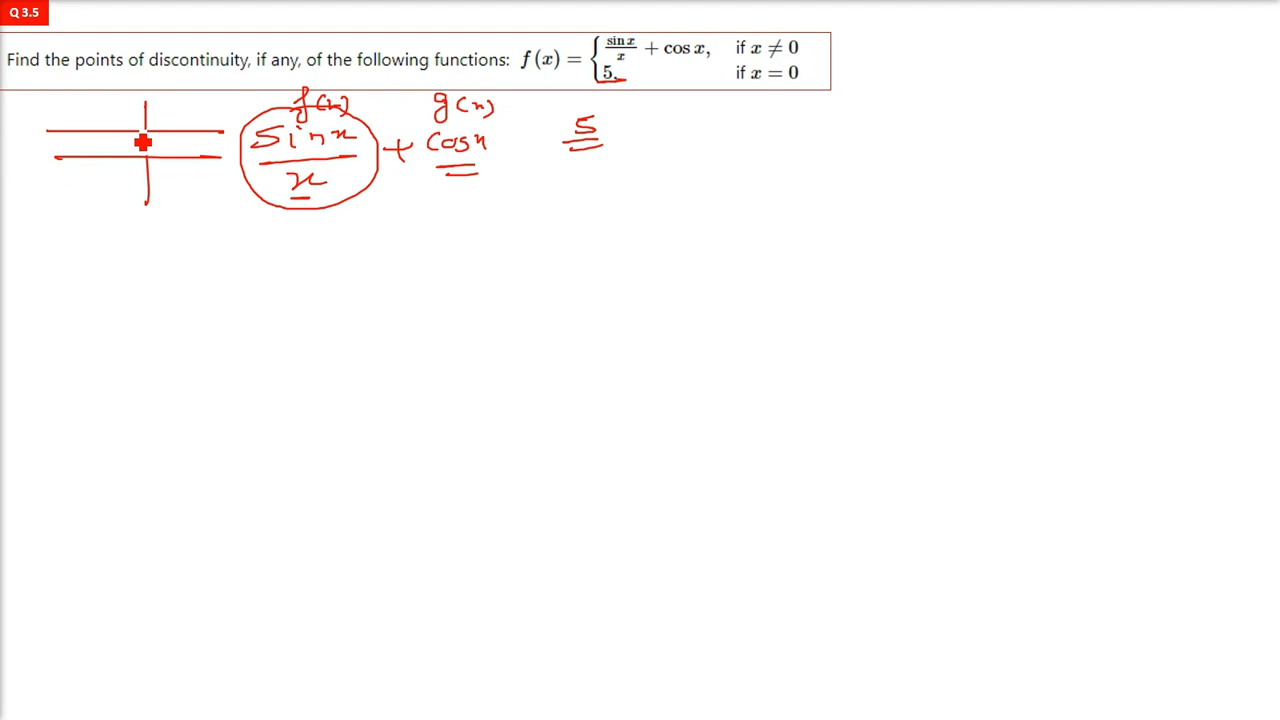 Q 3.5
Find the points of discontinuity, if any, of the following functions: f (x) = { sin x / x + cos x, if x ≠ 0
5, if x = 0
f(x) g(x)
sin x / x + cos x 5